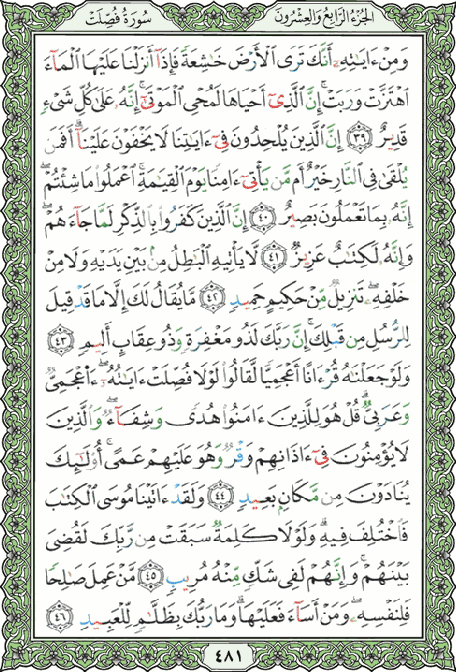 الجزء الرابع والعشرون سورة فصلت
وَمِنْ ءَايَٰتِهِۦٓ أَنَّكَ تَرَى ٱلْأَرْضَ خَٰشِعَةً فَإِذَآ أَنزَلْنَا عَلَيْهَا ٱلْمَآءَ
ٱهْتَزَّتْ وَرَبَتْ ۚ إِنَّ ٱلَّذِىٓ أَحْيَاهَا لَمُحْىِ ٱلْمَوْتَىٰٓ ۚ إِنَّهُۥ عَلَىٰ كُلِّ شَىْءٍ
قَدِيرٌ ٣٩ إِنَّ ٱلَّذِينَ يُلْحِدُونَ فِىٓ ءَايَٰتِنَا لَا يَخْفَوْنَ عَلَيْنَآ ۗ أَفَمَن
يُلْقَىٰ فِى ٱلنَّارِ خَيْرٌ أَم مَّن يَأْتِىٓ ءَامِنًا يَوْمَ ٱلْقِيَٰمَةِ ۚ ٱعْمَلُوا۟ مَا شِئْتُمْ ۖ
إِنَّهُۥ بِمَا تَعْمَلُونَ بَصِيرٌ ٤٠ إِنَّ ٱلَّذِينَ كَفَرُوا۟ بِٱلذِّكْرِ لَمَّا جَآءَهُمْ ۖ
وَإِنَّهُۥ لَكِتَٰبٌ عَزِيزٌ ٤١ لَّا يَأْتِيهِ ٱلْبَٰطِلُ مِنۢ بَيْنِ يَدَيْهِ وَلَا مِنْ
خَلْفِهِۦ ۖ تَنزِيلٌ مِّنْ حَكِيمٍ حَمِيدٍ ٤٢ مَّا يُقَالُ لَكَ إِلَّا مَا قَدْ قِيلَ
لِلرُّسُلِ مِن قَبْلِكَ ۚ إِنَّ رَبَّكَ لَذُو مَغْفِرَةٍ وَذُو عِقَابٍ أَلِيمٍ ٤٣
وَلَوْ جَعَلْنَٰهُ قُرْءَانًا أَعْجَمِيًّا لَّقَالُوا۟ لَوْلَا فُصِّلَتْ ءَايَٰتُهُۥٓ ۖ ءَا۬عْجَمِىٌّ
وَعَرَبِىٌّ ۗ قُلْ هُوَ لِلَّذِينَ ءَامَنُوا۟ هُدًى وَشِفَآءٌ ۖ وَٱلَّذِينَ
لَا يُؤْمِنُونَ فِىٓ ءَاذَانِهِمْ وَقْرٌ وَهُوَ عَلَيْهِمْ عَمًى ۚ أُو۟لَٰٓئِكَ
يُنَادَوْنَ مِن مَّكَانٍۭ بَعِيدٍ ٤٤ وَلَقَدْ ءَاتَيْنَا مُوسَى ٱلْكِتَٰبَ
فَٱخْتُلِفَ فِيهِ ۗ وَلَوْلَا كَلِمَةٌ سَبَقَتْ مِن رَّبِّكَ لَقُضِىَ
بَيْنَهُمْ ۚ وَإِنَّهُمْ لَفِى شَكٍّ مِّنْهُ مُرِيبٍ ٤٥ مَّنْ عَمِلَ صَٰلِحًا
فَلِنَفْسِهِۦ ۖ وَمَنْ أَسَآءَ فَعَلَيْهَا ۗ وَمَا رَبُّكَ بِظَلَّٰمٍ لِّلْعَبِيدِ ٤٦
٤٨١